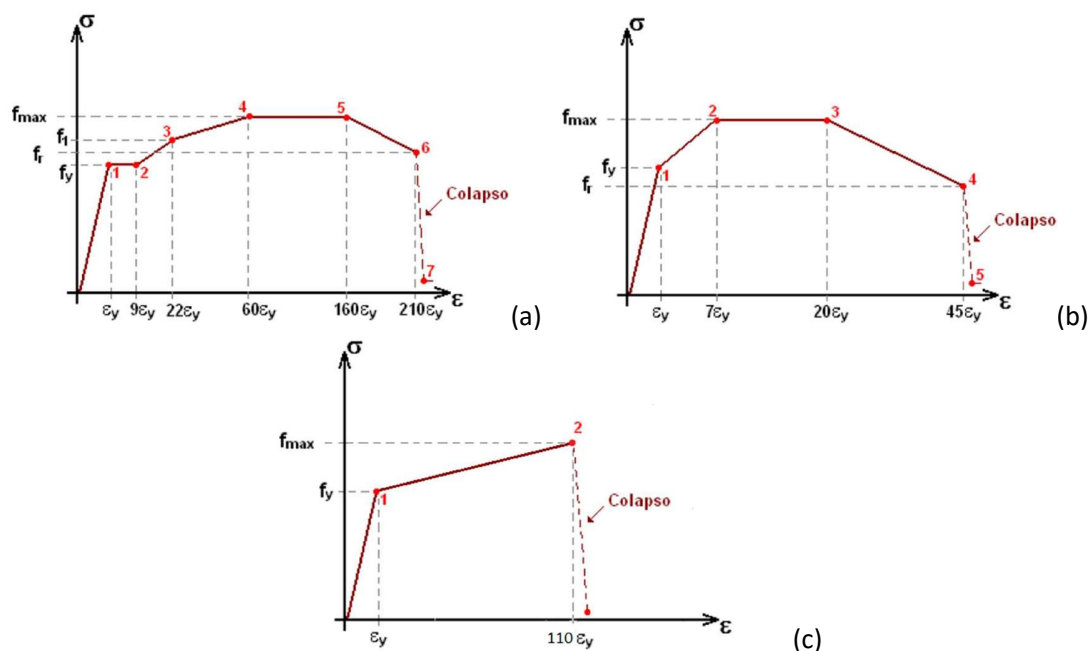 σ
f_max
f_1
f_r
f_y
1
2
3
4
5
6
7
Colapso
ε_y
9ε_y
22ε_y
60ε_y
160ε_y
210ε_y
ε
(a)
σ
f_max
f_y
f_r
1
2
3
4
5
Colapso
ε_y
7ε_y
20ε_y
45ε_y
ε
(b)
σ
f_max
f_y
1
2
Colapso
ε_y
110 ε_y
ε
(c)